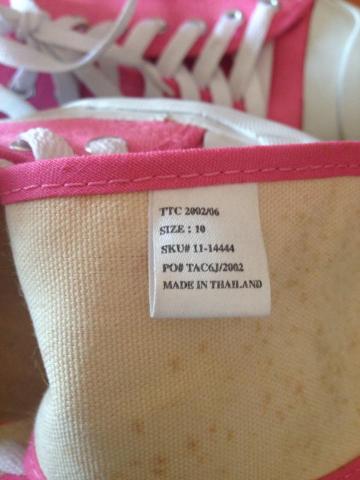 TTC 2002/06
SIZE : 10
SKU# 11-14444
PO# TAC6J/2002
MADE IN THAILAND